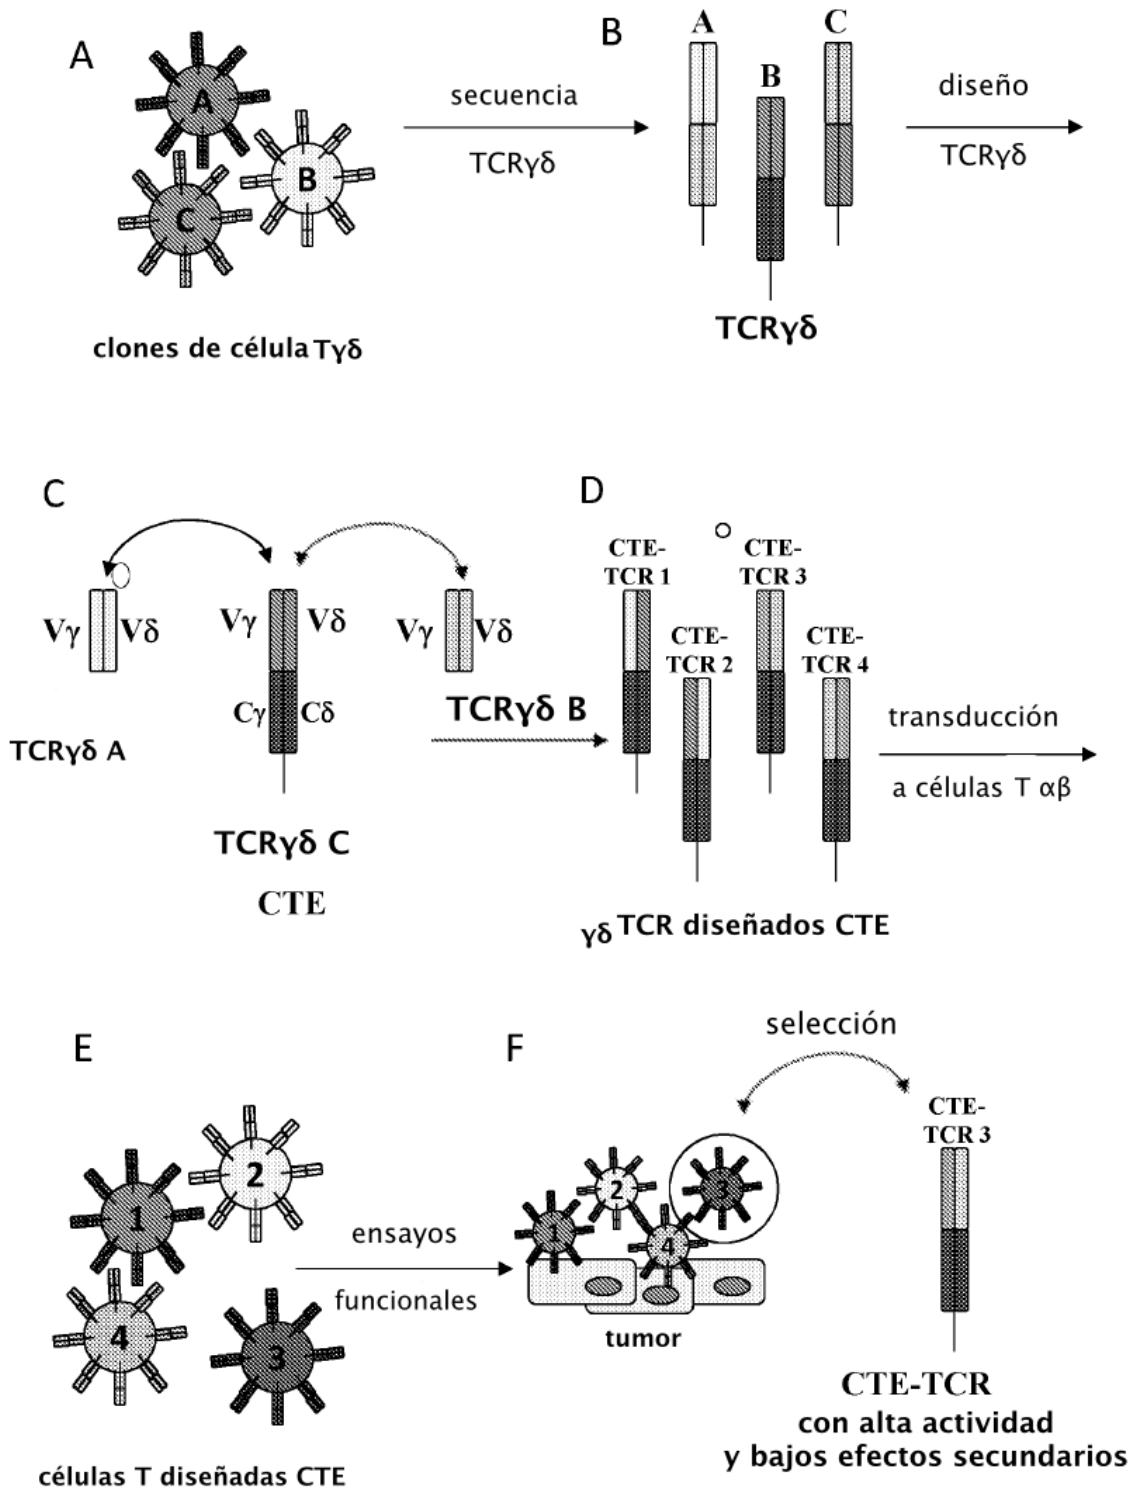 A
A
B
C
clones de célula Tγδ
secuencia
TCRγδ
B
A
B
C
TCRγδ
diseño
TCRγδ
C
Vγ Vδ
TCRγδ A
Vγ Vδ
Cγ Cδ
TCRγδ C
CTE
Vγ Vδ
TCRγδ B
D
CTE-
TCR 1
CTE-
TCR 2
CTE-
TCR 3
CTE-
TCR 4
γδ TCR diseñados CTE
transducción
a células T αβ
E
1
2
4
3
células T diseñadas CTE
ensayos
funcionales
F
selección
1
2
3
4
tumor
CTE-
TCR 3
CTE-TCR
con alta actividad
y bajos efectos secundarios